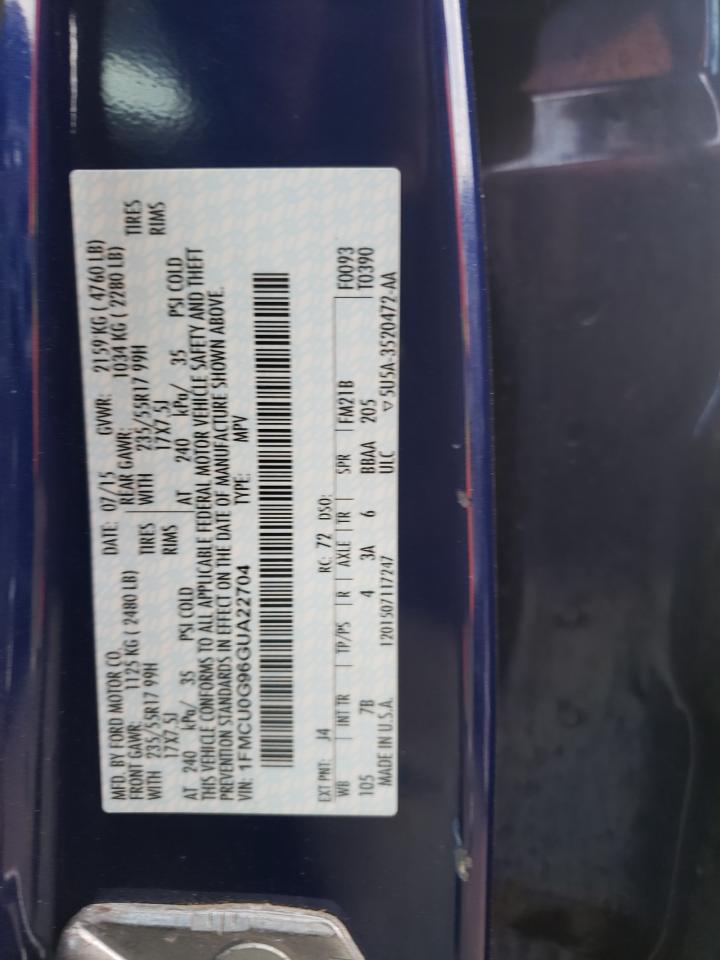 MFD. BY FORD MOTOR CO. DATE: 07/15 GVWR: 2159 KG ( 4760 LB)
FRONT GAWR: 1125 KG ( 2480 LB) REAR GAWR: 1034 KG ( 2280 LB)
WITH 235/55R17 99H TIRES WITH 235/55R17 99H TIRES
17X7.5J RIMS 17X7.5J RIMS
AT 240 kPa/ 35 PSI COLD AT 240 kPa/ 35 PSI COLD
THIS VEHICLE CONFORMS TO ALL APPLICABLE FEDERAL MOTOR VEHICLE SAFETY AND THEFT
PREVENTION STANDARDS IN EFFECT ON THE DATE OF MANUFACTURE SHOWN ABOVE.
VIN: 1FMCU0G96GUA22704 TYPE: MPV
EXT PNT: J4 RC: 72 DSO: F0093
WB INT TR TP/PS R AXLE TR SPR FM21B T0390
105 7B 4 3A 6 BBAA 205
MADE IN U.S.A. 1201507117247 ULC ▽ 5U5A-3520472-AA